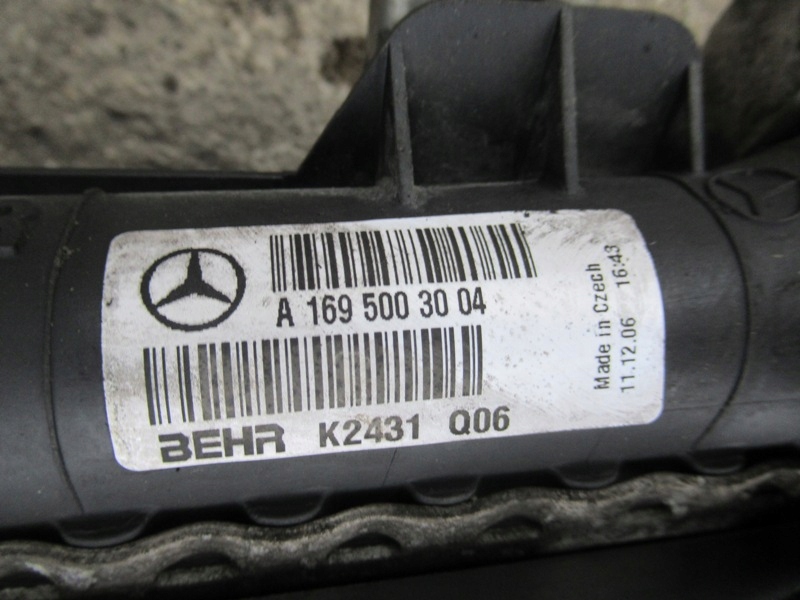 A 169 500 30 04
BEHR K2431 Q06
Made in Czech
11.12.06 16:43